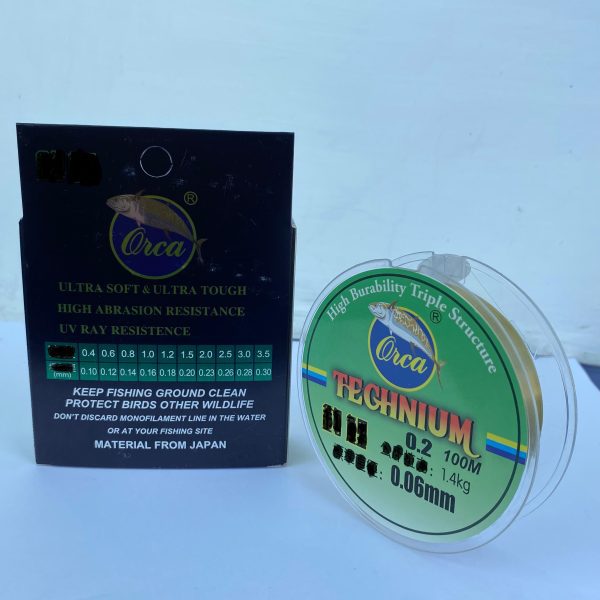 ®
Orca
ULTRA SOFT & ULTRA TOUGH
HIGH ABRASION RESISTANCE
UV RAY RESISTENCE
0.4 0.6 0.8 1.0 1.2 1.5 2.0 2.5 3.0 3.5
(mm) 0.10 0.12 0.14 0.16 0.18 0.20 0.23 0.26 0.28 0.30
KEEP FISHING GROUND CLEAN
PROTECT BIRDS OTHER WILDLIFE
DON'T DISCARD MONOFILAMENT LINE IN THE WATER
OR AT YOUR FISHING SITE
MATERIAL FROM JAPAN
High Burability Triple Structure
®
Orca
TECHNIUM
0.2 100M
: 1.4kg
: 0.06mm